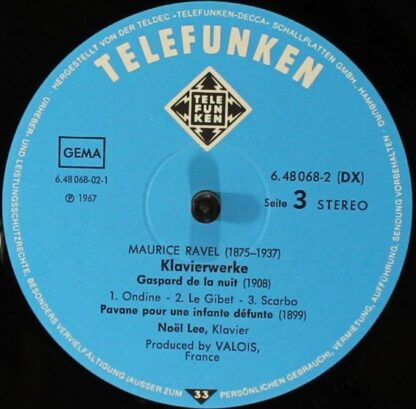 HERGESTELLT VON DER TELDEC »TELEFUNKEN-DECCA« SCHALLPLATTEN GMBH, HAMBURG
TELEFUNKEN
TELE
FUN
KEN
GEMA
6.48 068-02-1
Ⓟ 1967
6.48 068-2 (DX)
Seite 3 STEREO
MAURICE RAVEL (1875–1937)
Klavierwerke
Gaspard de la nuit (1908)
1. Ondine - 2. Le Gibet - 3. Scarbo
Pavane pour une infante défunte (1899)
Noël Lee, Klavier
Produced by VALOIS,
France
URHEBER- UND LEISTUNGSSCHUTZRECHTE, BESONDERS VERVIELFÄLTIGUNG (AUSSER ZUM
33
PERSÖNLICHEN GEBRAUCH), VERMIETUNG, AUFFÜHRUNG, SENDUNG VORBEHALTEN